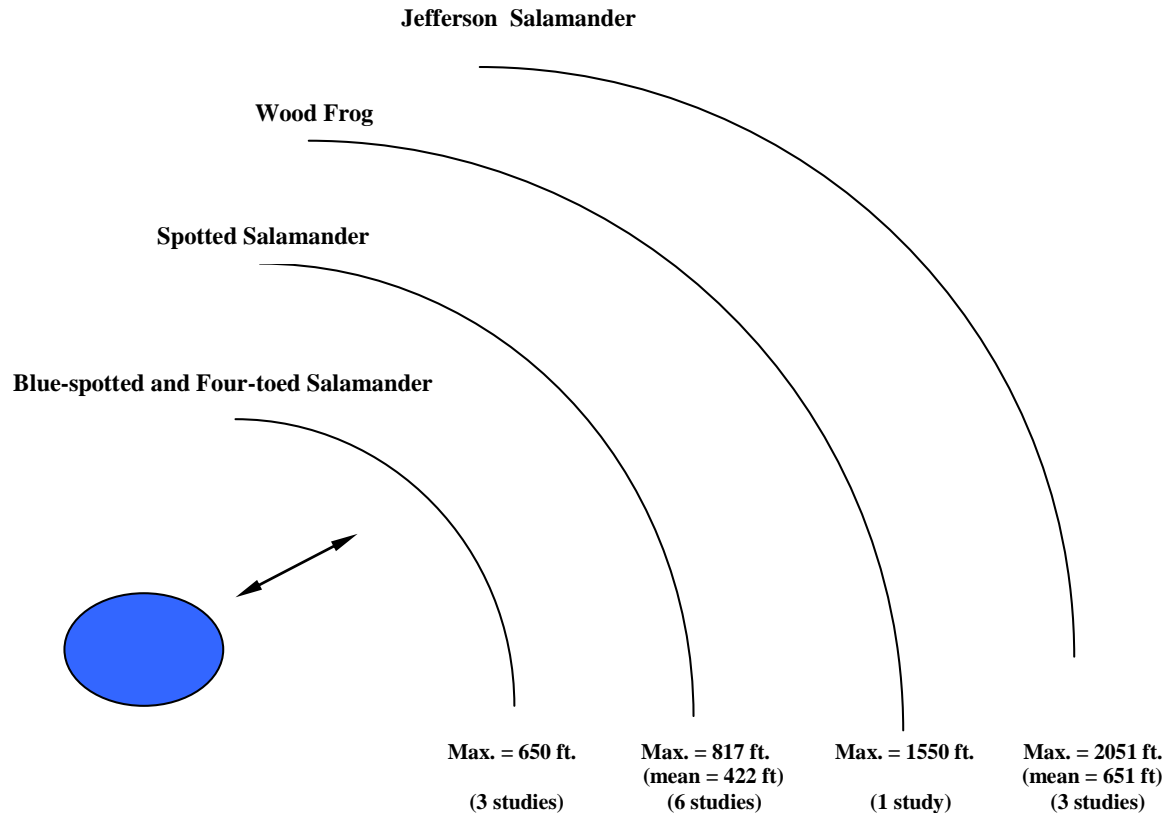 Jefferson Salamander
Wood Frog
Spotted Salamander
Blue-spotted and Four-toed Salamander
Max. = 650 ft.
(3 studies)
Max. = 817 ft.
(mean = 422 ft)
(6 studies)
Max. = 1550 ft.
(1 study)
Max. = 2051 ft.
(mean = 651 ft)
(3 studies)